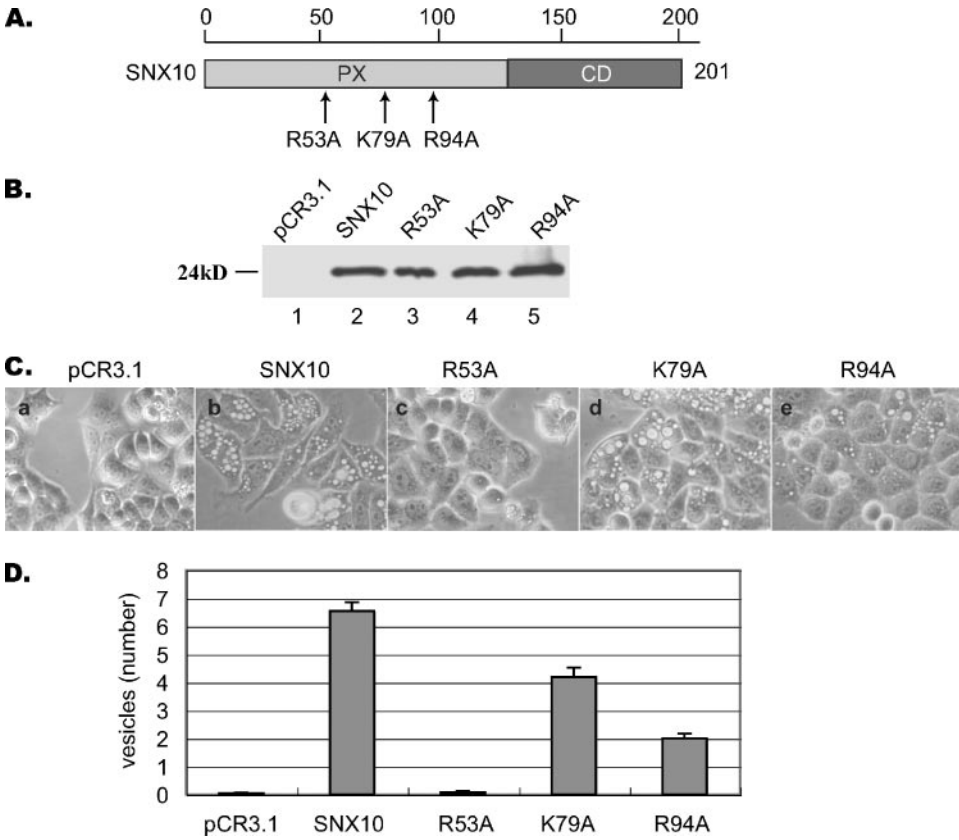 A.
0 50 100 150 200
SNX10 PX CD 201
R53A K79A R94A
B.
pCR3.1 SNX10 R53A K79A R94A
24kD
1 2 3 4 5
C.
pCR3.1 SNX10 R53A K79A R94A
a b c d e
D.
8
7
6
5
4
3
2
1
0
vesicles (number)
pCR3.1 SNX10 R53A K79A R94A